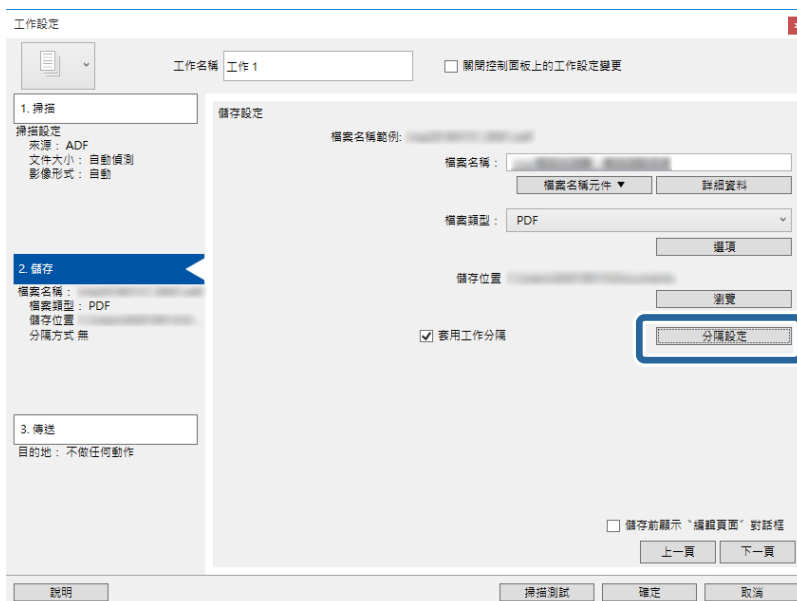 工作設定
工作名稱 工作 1
關閉控制面板上的工作設定變更
1. 掃描
掃描設定
來源： ADF
文件大小： 自動偵測
影像形式： 自動
2. 儲存
檔案名稱：
檔案類型： PDF
儲存位置
分隔方式 無
3. 傳送
目的地： 不做任何動作
儲存設定
檔案名稱範例:
檔案名稱：
檔案名稱元件 ▼
詳細資料
檔案類型： PDF
選項
儲存位置
瀏覽
套用工作分隔
分隔設定
儲存前顯示〝編輯頁面〞對話框
上一頁
下一頁
說明
掃描測試
確定
取消